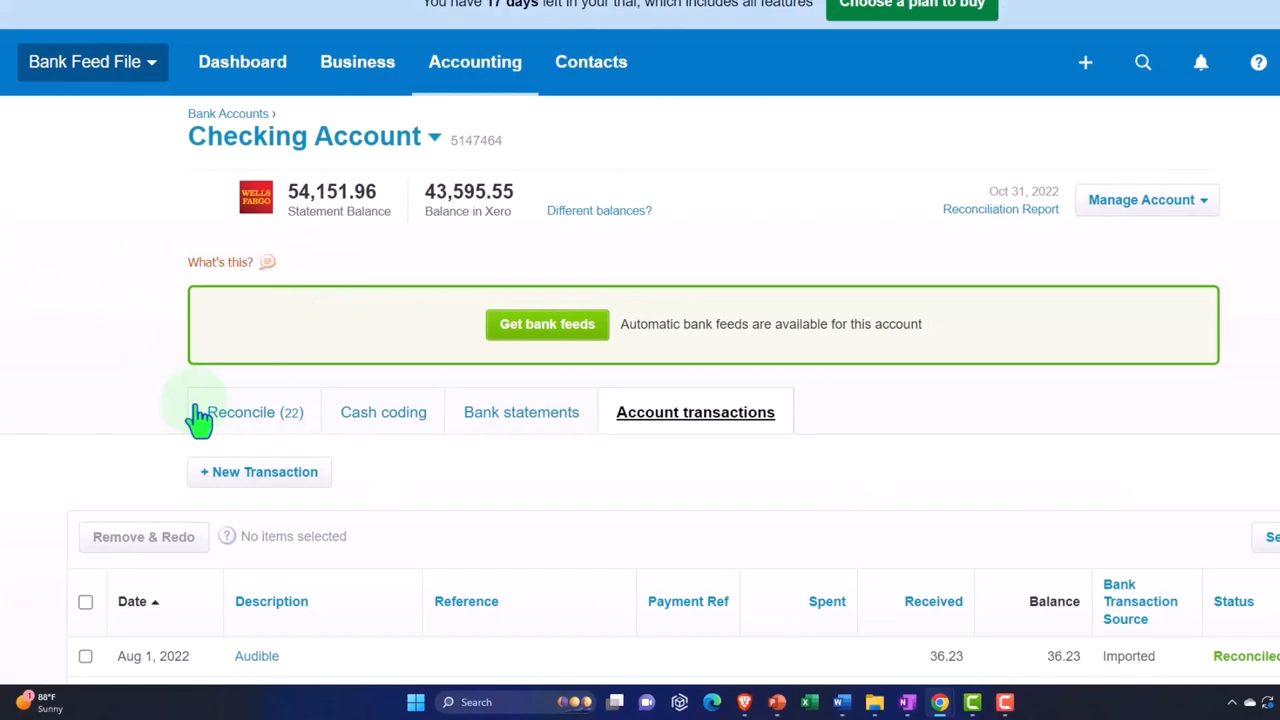 You have 17 days left in your trial, which includes all features
Choose a plan to buy
Bank Feed File
Dashboard
Business
Accounting
Contacts
Bank Accounts ›
Checking Account
5147464
WELLS FARGO
54,151.96
Statement Balance
43,595.55
Balance in Xero
Different balances?
Oct 31, 2022
Reconciliation Report
Manage Account
What's this?
Get bank feeds
Automatic bank feeds are available for this account
Reconcile (22)
Cash coding
Bank statements
Account transactions
+ New Transaction
Remove & Redo
? No items selected
Se
Date
Description
Reference
Payment Ref
Spent
Received
Balance
Bank
Transaction
Source
Status
Aug 1, 2022
Audible
36.23
36.23
Imported
Reconciled
88°F
Sunny
Search